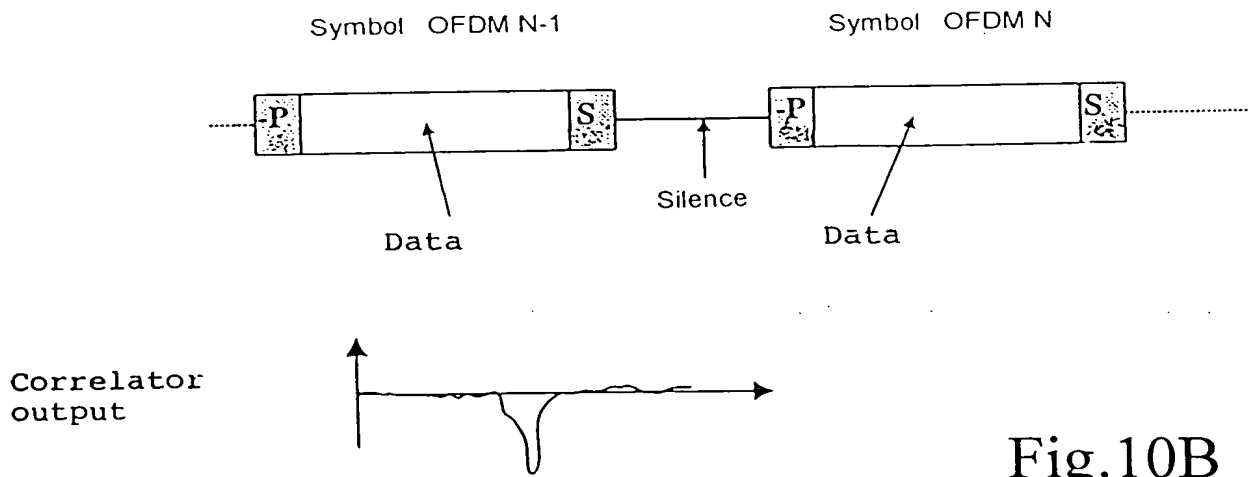 Symbol OFDM N-1
Symbol OFDM N
-P
S
-P
S
Silence
Data
Data
Correlator
output
Fig.10B